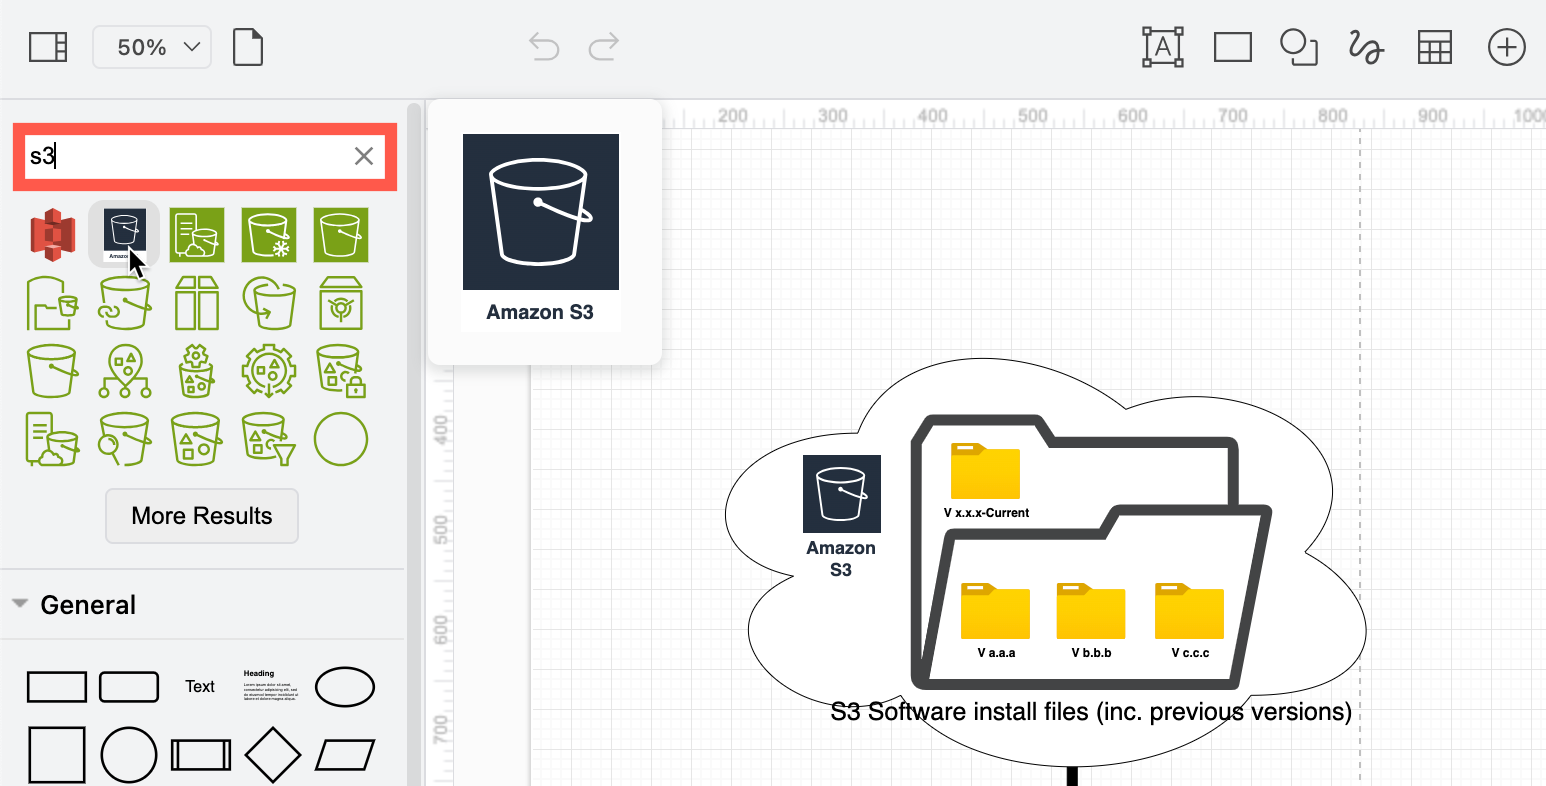 50%
A
s3
Amazon
Amazon S3
200 300 400 500 600 700 800 900 1000
400
500
600
700
More Results
General
Text
Heading
V x.x.x-Current
Amazon
S3
V a.a.a
V b.b.b
V c.c.c
S3 Software install files (inc. previous versions)